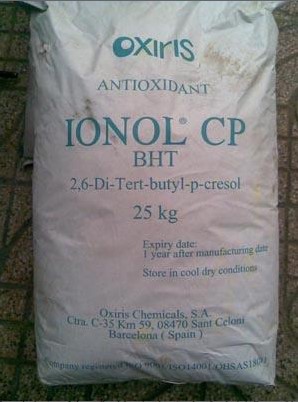 oxiris
ANTIOXIDANT
IONOL® CP
BHT
2,6-Di-Tert-butyl-p-cresol
25 kg
Expiry date:
1 year after manufacturing date
Store in cool dry conditions
Oxiris Chemicals, S.A.
Ctra. C-35 Km 59, 08470 Sant Celoni
Barcelona ( Spain )
Company